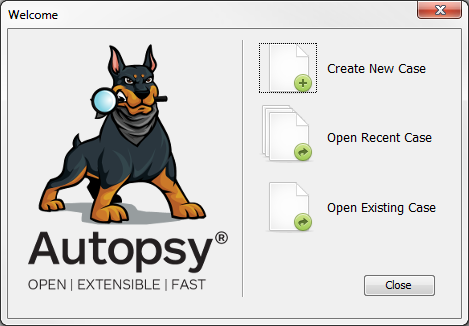 Welcome
Create New Case
Open Recent Case
Open Existing Case
Autopsy®
OPEN | EXTENSIBLE | FAST
Close